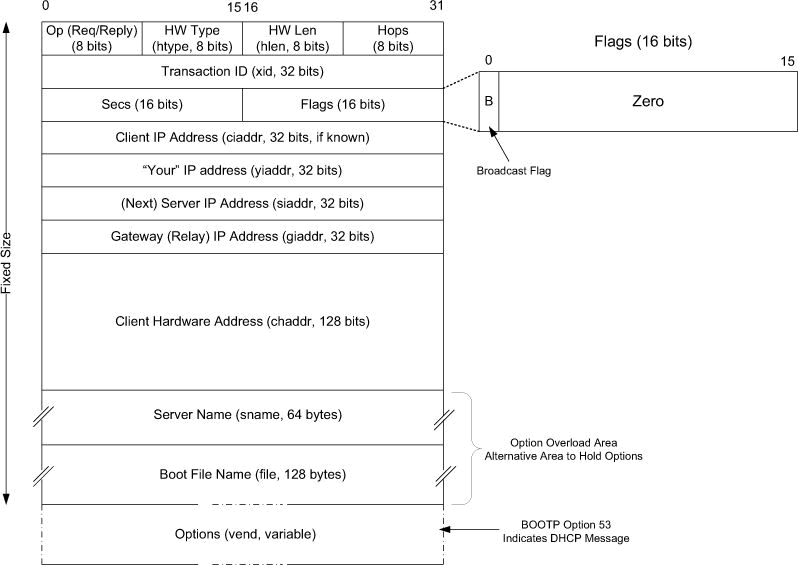 0 15 16 31
Op (Req/Reply) HW Type HW Len Hops
(8 bits) (htype, 8 bits) (hlen, 8 bits) (8 bits)
Transaction ID (xid, 32 bits)
Secs (16 bits) Flags (16 bits)
Client IP Address (ciaddr, 32 bits, if known)
“Your” IP address (yiaddr, 32 bits)
(Next) Server IP Address (siaddr, 32 bits)
Gateway (Relay) IP Address (giaddr, 32 bits)
Client Hardware Address (chaddr, 128 bits)
Server Name (sname, 64 bytes)
Boot File Name (file, 128 bytes)
Options (vend, variable)
Fixed Size
Flags (16 bits)
0 15
B Zero
Broadcast Flag
Option Overload Area
Alternative Area to Hold Options
BOOTP Option 53
Indicates DHCP Message